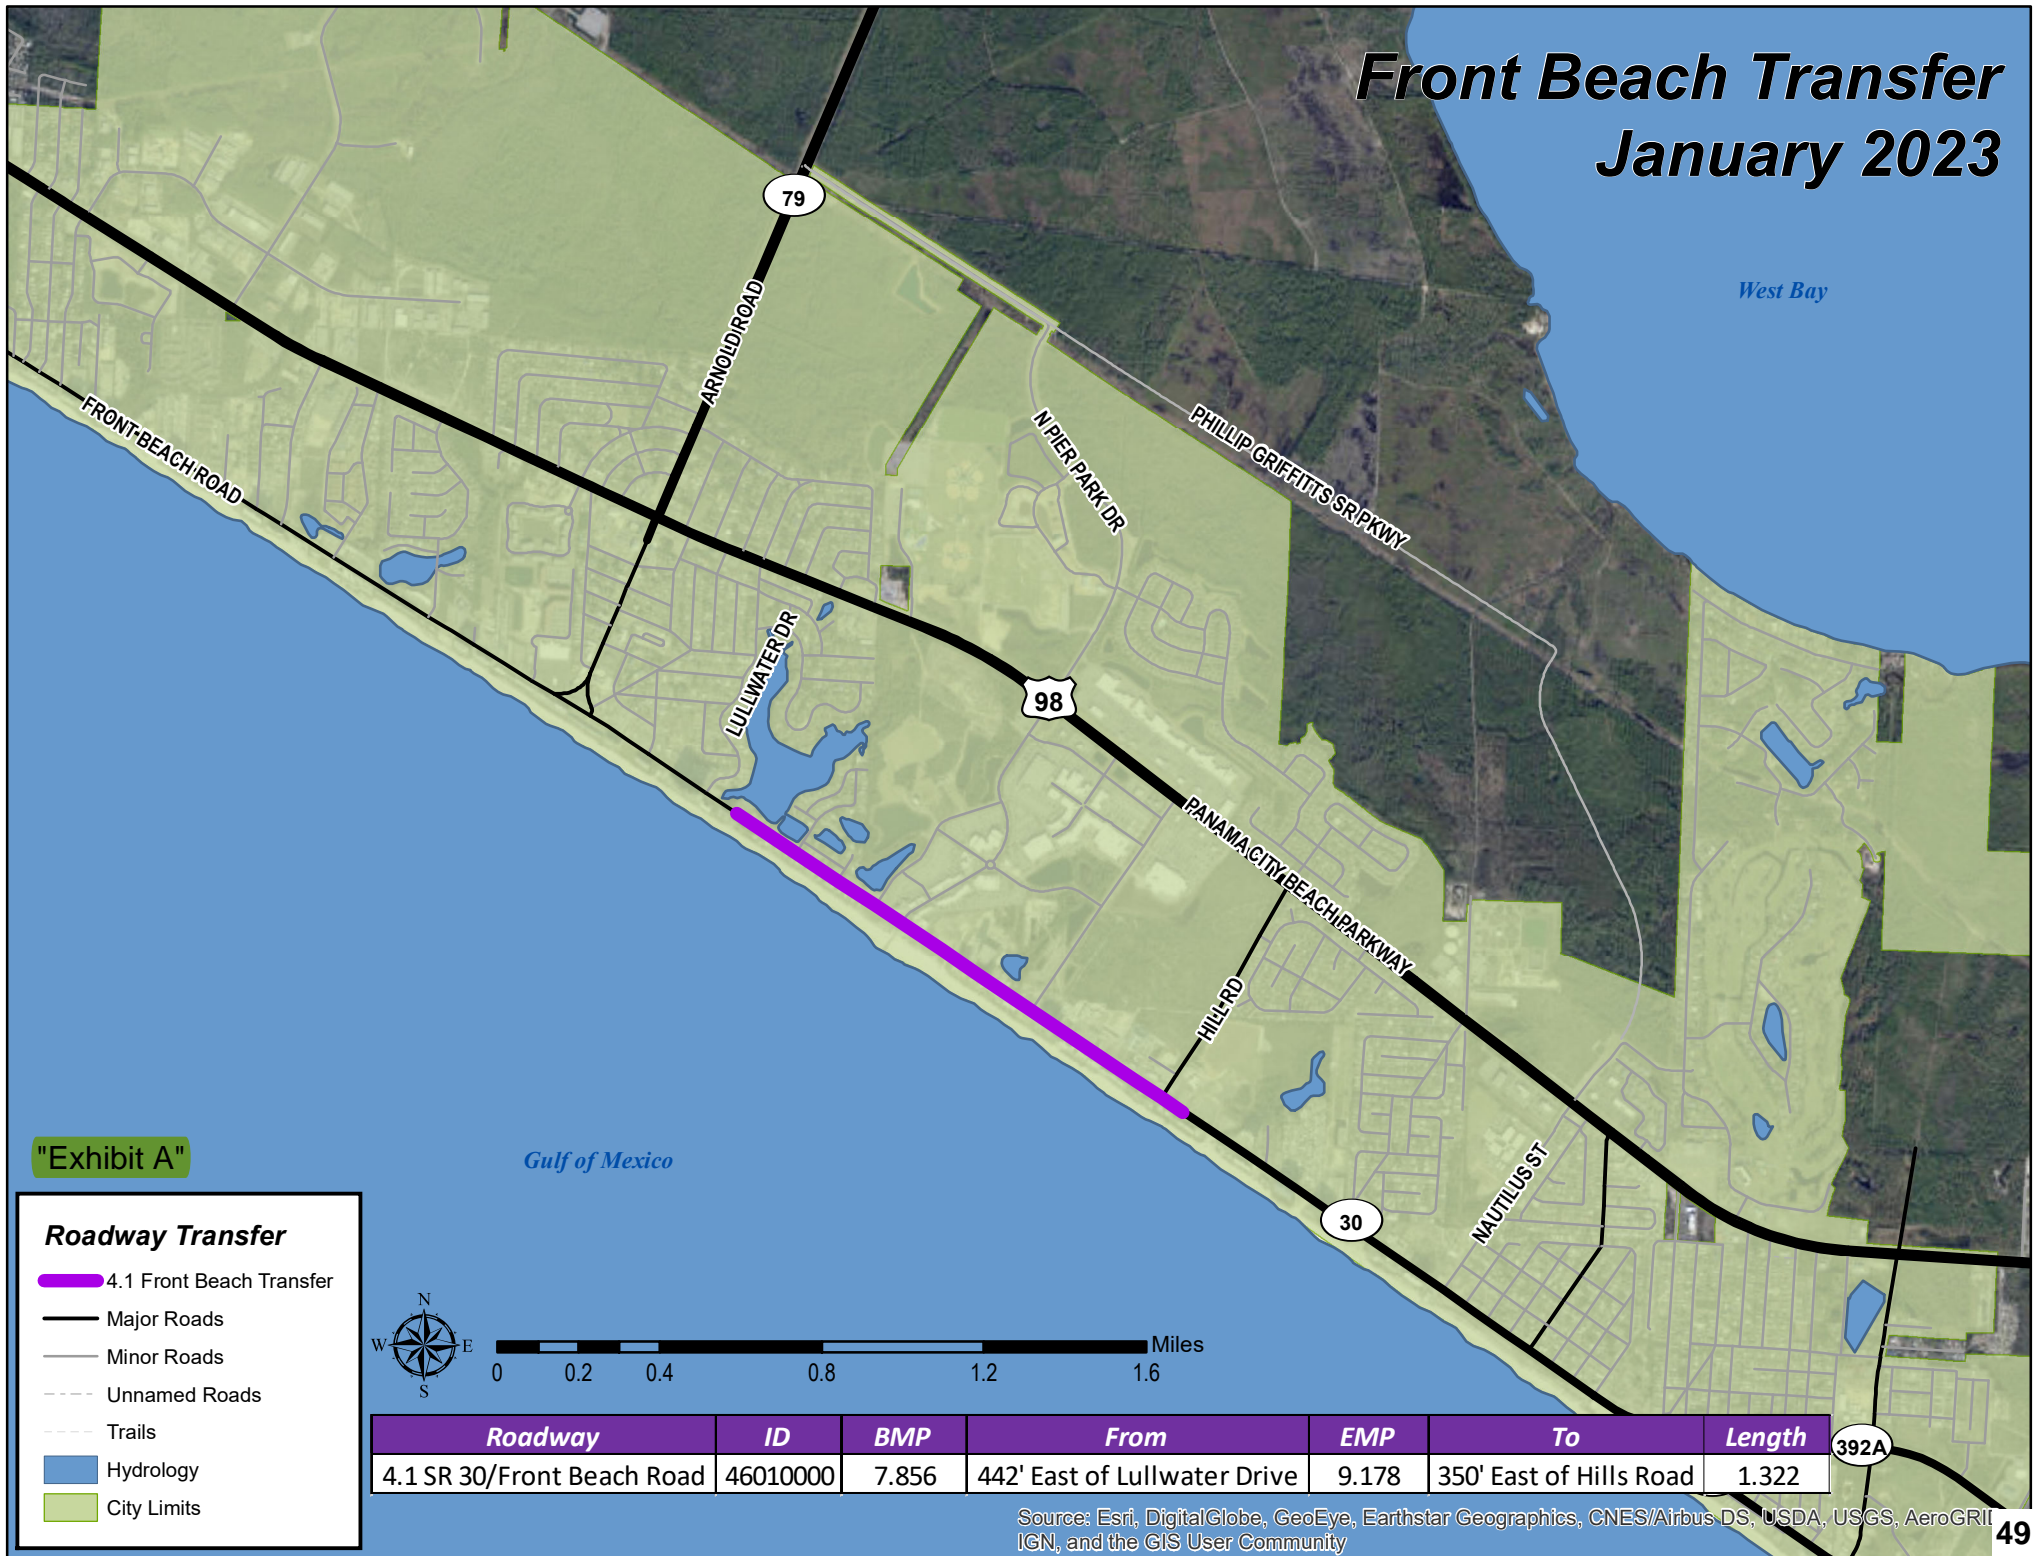 Front Beach Transfer
January 2023
79
West Bay
ARNOLD ROAD
FRONT BEACH ROAD
N PIER PARK DR
PHILLIP GRIFFITTS SR PKWY
LULLWATER DR
98
PANAMA CITY BEACH PARKWAY
HILL RD
"Exhibit A"
Gulf of Mexico
NAUTILUS ST
30
Roadway Transfer
4.1 Front Beach Transfer
Major Roads
Minor Roads
Unnamed Roads
Trails
Hydrology
City Limits
N
W E
S
Miles
0 0.2 0.4 0.8 1.2 1.6
Roadway ID BMP From EMP To Length
4.1 SR 30/Front Beach Road 46010000 7.856 442' East of Lullwater Drive 9.178 350' East of Hills Road 1.322
392A
Source: Esri, DigitalGlobe, GeoEye, Earthstar Geographics, CNES/Airbus DS, USDA, USGS, AeroGRID
IGN, and the GIS User Community
49